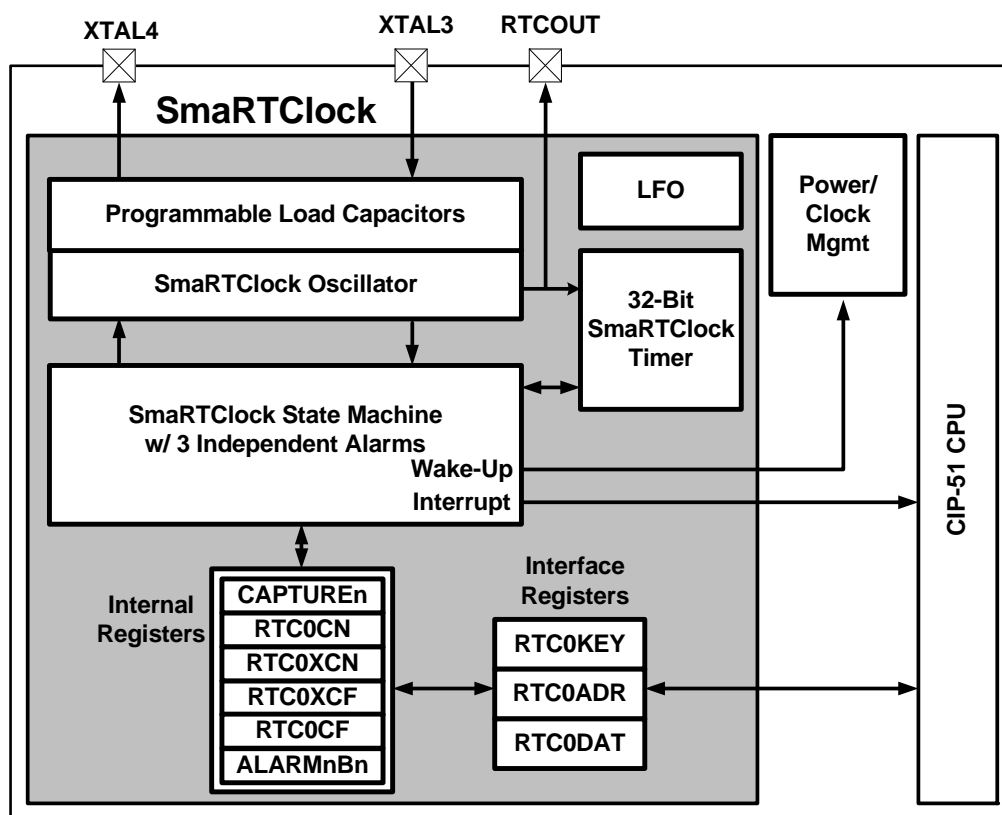 XTAL4
XTAL3
RTCOUT
SmaRTClock
Programmable Load Capacitors
SmaRTClock Oscillator
LFO
Power/
Clock
Mgmt
32-Bit
SmaRTClock
Timer
SmaRTClock State Machine
w/ 3 Independent Alarms
Wake-Up
Interrupt
CIP-51 CPU
Internal
Registers
CAPTUREn
RTC0CN
RTC0XCN
RTC0XCF
RTC0CF
ALARMnBn
Interface
Registers
RTC0KEY
RTC0ADR
RTC0DAT